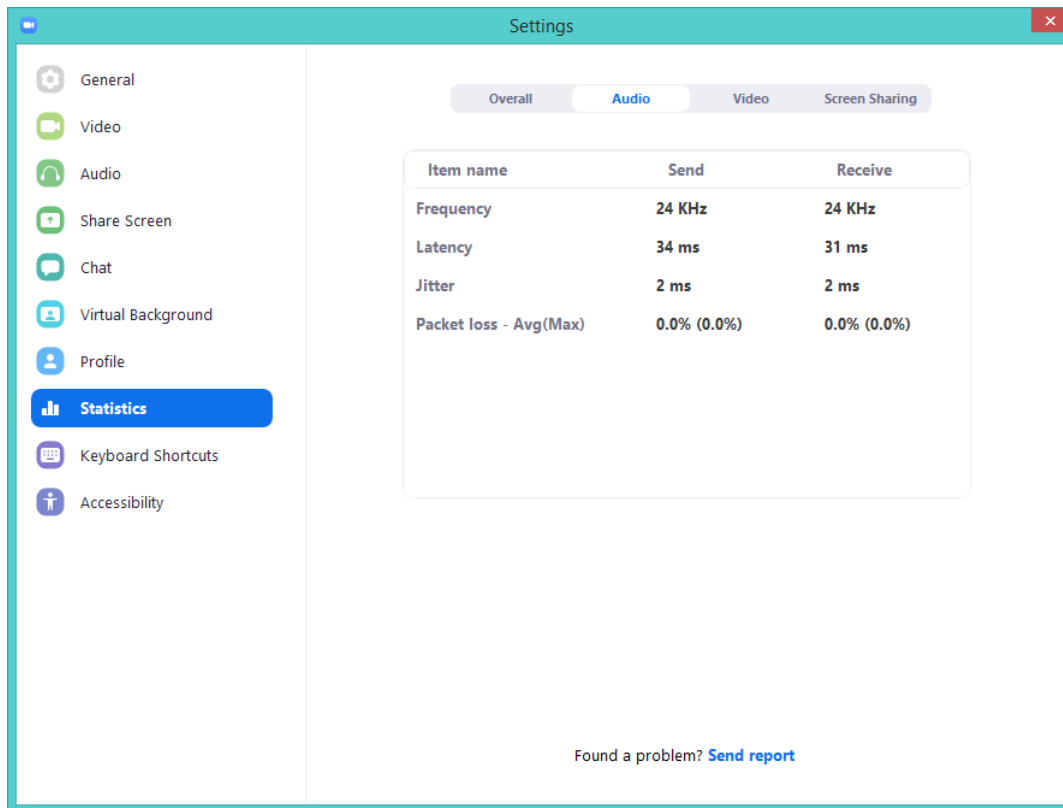 Settings
General
Video
Audio
Share Screen
Chat
Virtual Background
Profile
Statistics
Keyboard Shortcuts
Accessibility
Overall Audio Video Screen Sharing
Item name Send Receive
Frequency 24 KHz 24 KHz
Latency 34 ms 31 ms
Jitter 2 ms 2 ms
Packet loss - Avg(Max) 0.0% (0.0%) 0.0% (0.0%)
Found a problem? Send report